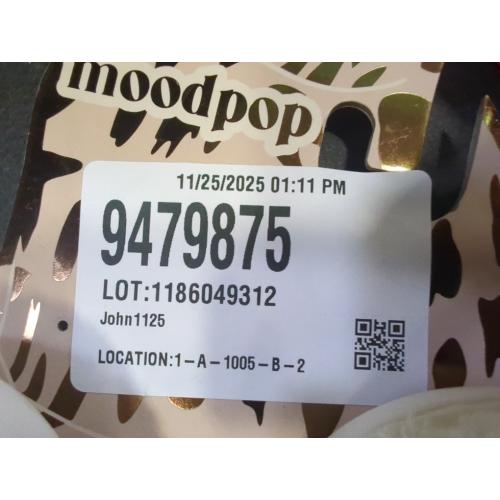 moodpop
11/25/2025 01:11 PM
9479875
LOT:1186049312
John1125
LOCATION:1-A-1005-B-2